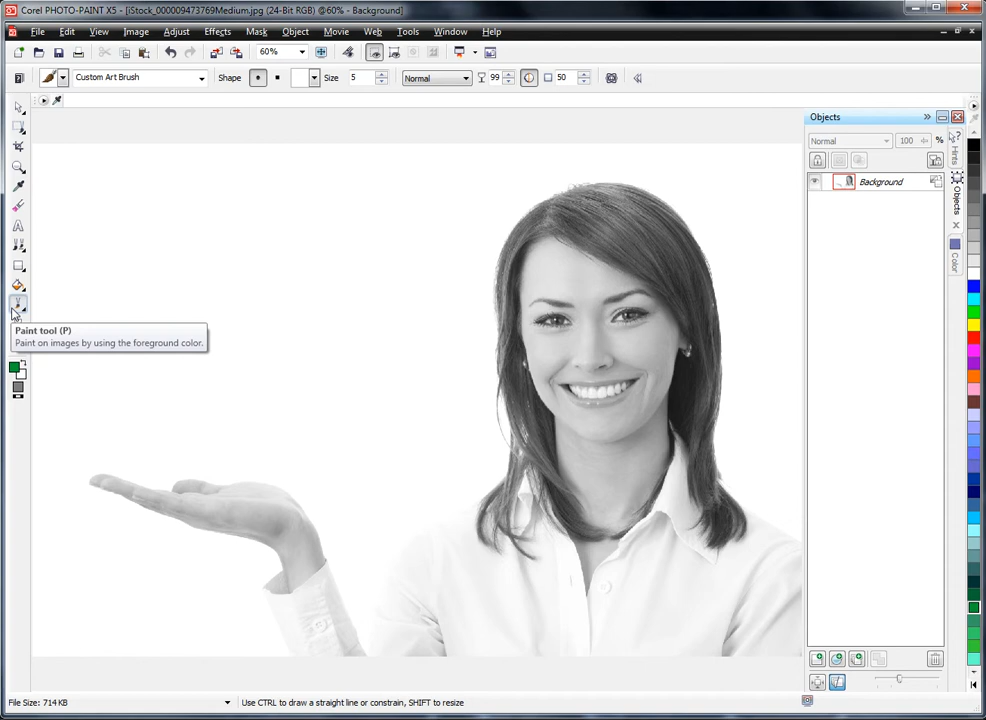 Corel PHOTO-PAINT X5 - [iStock_000009473769Medium.jpg (24-Bit RGB) @60% - Background]
File Edit View Image Adjust Effects Mask Object Movie Web Tools Window Help
60%
Custom Art Brush Shape Size 5 Normal 99 50
Objects
Normal 100 %
Background
Hints
Objects
Color
Paint tool (P)
Paint on images by using the foreground color.
File Size: 714 KB Use CTRL to draw a straight line or constrain, SHIFT to resize